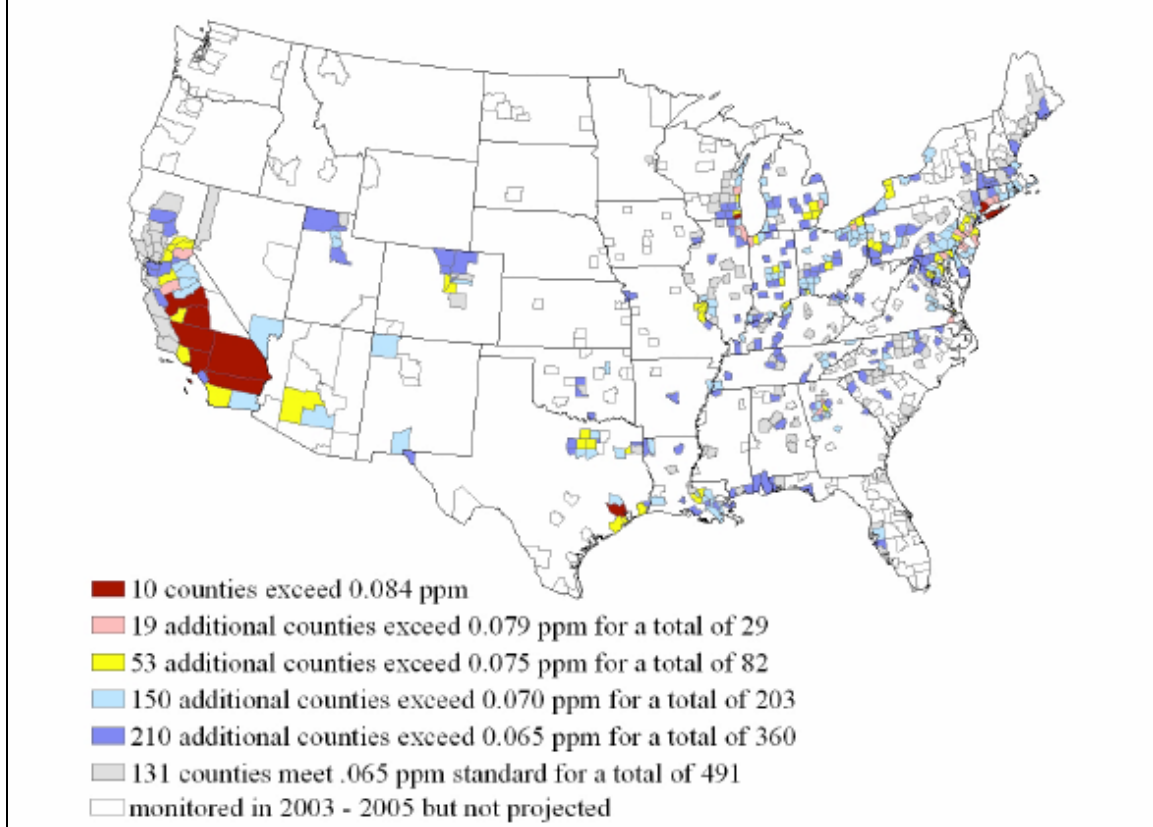 10 counties exceed 0.084 ppm
19 additional counties exceed 0.079 ppm for a total of 29
53 additional counties exceed 0.075 ppm for a total of 82
150 additional counties exceed 0.070 ppm for a total of 203
210 additional counties exceed 0.065 ppm for a total of 360
131 counties meet .065 ppm standard for a total of 491
monitored in 2003 - 2005 but not projected